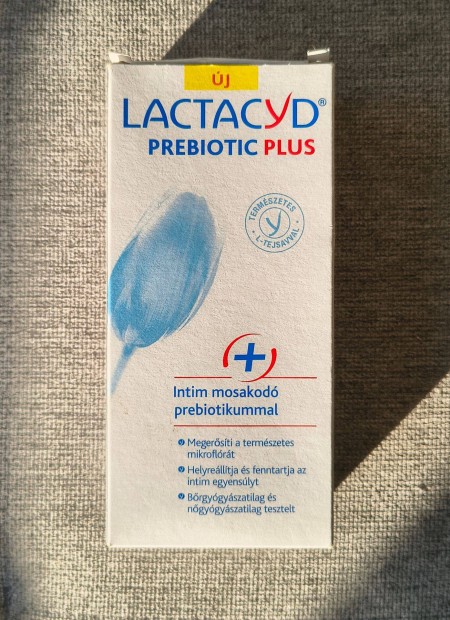 ÚJ
LACTACYD®
PREBIOTIC PLUS
TERMÉSZETES
L-TEJSAVVAL
Intim mosakodó
prebiotikummal
Megerősíti a természetes
mikroflórát
Helyreállítja és fenntartja az
intim egyensúlyt
Bőrgyógyászatilag és
nőgyógyászatilag tesztelt